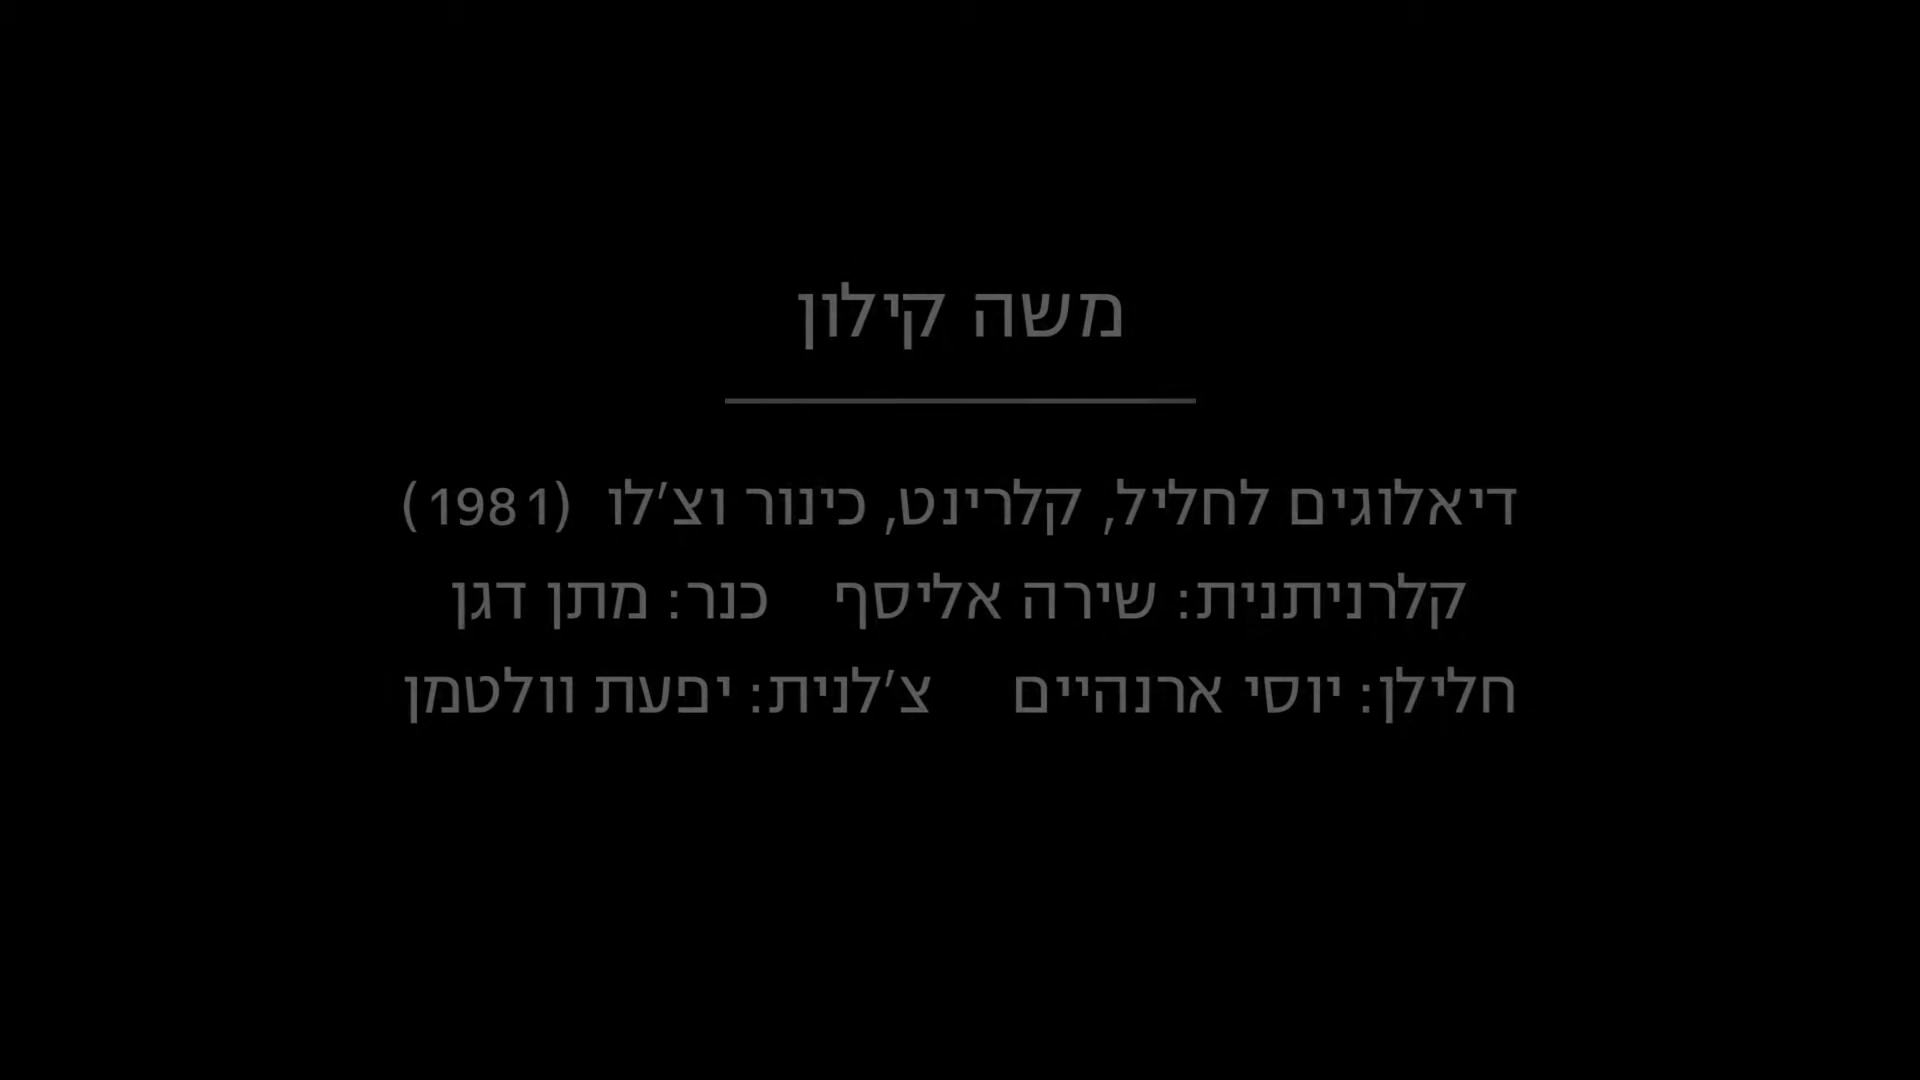 משה קילון
דיאלוגים לחליל, קלרינט, כינור וצ'לו (1981)
קלרניתנית: שירה אליסף כנר: מתן דגן
חלילן: יוסי ארנהיים צ'לנית: יפעת וולטמן